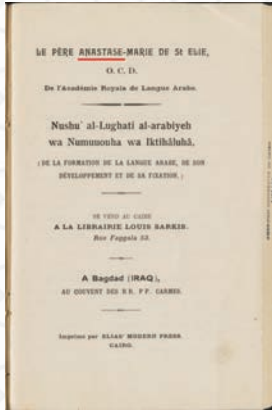 LE PÈRE ANASTASE-MARIE DE St ELIE,
O. C. D.
De l'Académie Royale de Langue Arabe.
Nushu' al-Lughati al-arabiyeh
wa Numuuouha wa Iktihâluhâ,
( DE LA FORMATION DE LA LANGUE ARABE, DE SON
DÉVELOPPEMENT ET DE SA FIXATION. )
SE VEND AU CAIRE
A LA LIBRAIRIE LOUIS SARKIS.
Rue Faggala 53.
A Bagdad (IRAQ),
AU COUVENT DES R R. P P. CARMES.
Imprimé par ELIAS' MODERN PRESS.
CAIRO.